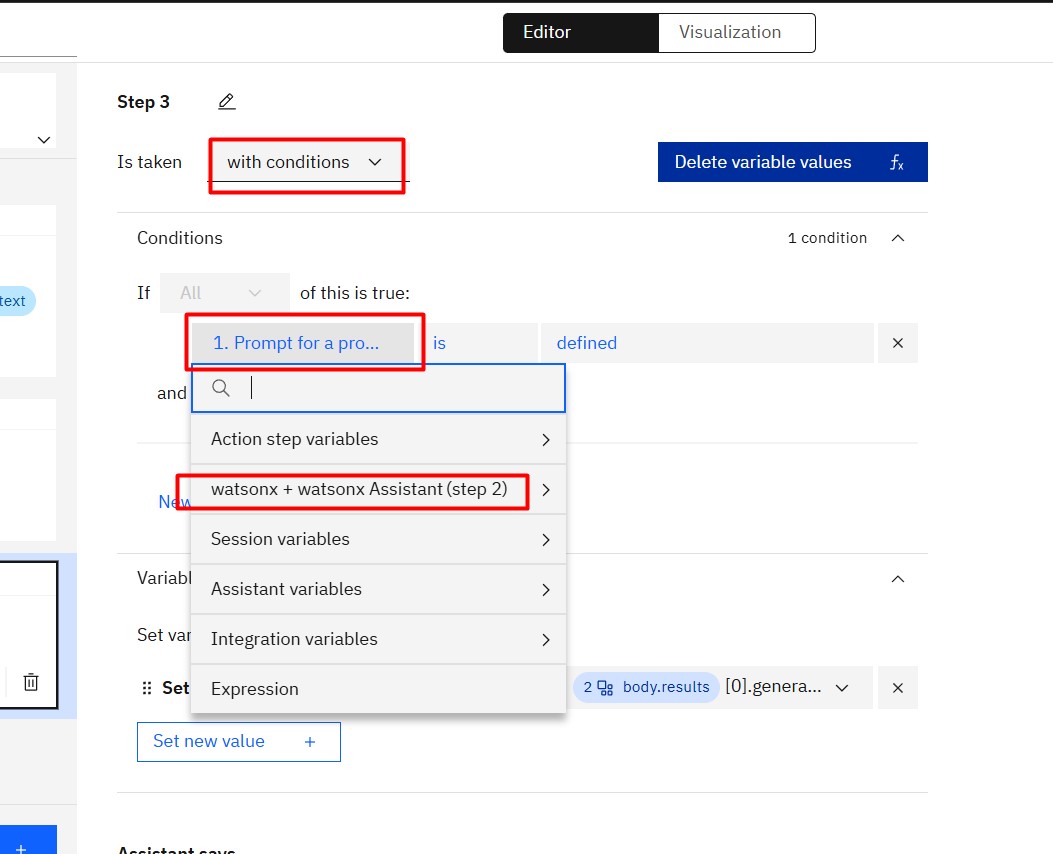 Editor
Visualization
Step 3
Is taken
with conditions
Delete variable values
Conditions
1 condition
If
All
of this is true:
text
1. Prompt for a pro...
is
defined
and
Action step variables
watsonx + watsonx Assistant (step 2)
New
Session variables
Variabl
Assistant variables
Set var
Integration variables
Set
Expression
2 body.results [0].genera...
Set new value +
Assistant says